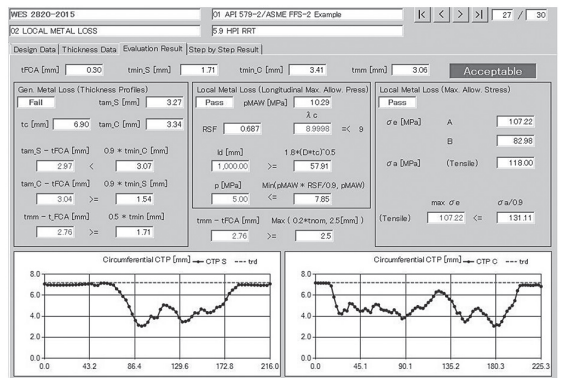 WES 2820-2015
01 API 579-2/ASME FFS-2 Example
|< < > >| 27 / 30
02 LOCAL METAL LOSS
5.9 HPI RRT
Design Data Thickness Data Evaluation Result Step by Step Result
tFCA [mm] 0.30 tmin_S [mm] 1.71 tmin_C [mm] 3.41 tmm [mm] 3.06 Acceptable
Gen. Metal Loss (Thickness Profiles)
Fail tam_S [mm] 3.27
tc [mm] 6.90 tam_C [mm] 3.34
tam_S - tFCA [mm] 0.9 * tmin_C [mm]
2.97 < 3.07
tam_C - tFCA [mm] 0.9 * tmin_S [mm]
3.04 >= 1.54
tmm - t_FCA [mm] 0.5 * tmin [mm]
2.76 >= 1.71
Local Metal Loss (Longitudinal Max. Allow. Press)
Pass pMAW [MPa] 10.29
λc
RSF 0.687 8.9998 =< 9
ld [mm] 1.8*(D*tc)^0.5
1,000.00 >= 57.91
p [MPa] Min(pMAW * RSF/0.9, pMAW)
5.00 <= 7.85
tmm - tFCA [mm] Max ( 0.2*tnom, 2.5[mm] )
2.76 >= 2.5
Local Metal Loss (Max. Allow. Stress)
Pass
σe [MPa] A 107.22
B 82.98
σa [MPa] (Tensile) 118.00
max σe σa/0.9
(Tensile) 107.22 <= 131.11
Circumferential CTP [mm] CTP S trd
8.0
6.0
4.0
2.0
0.0
0.0 43.2 86.4 129.6 172.8 216.0
Circumferential CTP [mm] CTP C trd
8.0
6.0
4.0
2.0
0.0
0.0 45.1 90.1 135.2 180.3 225.3